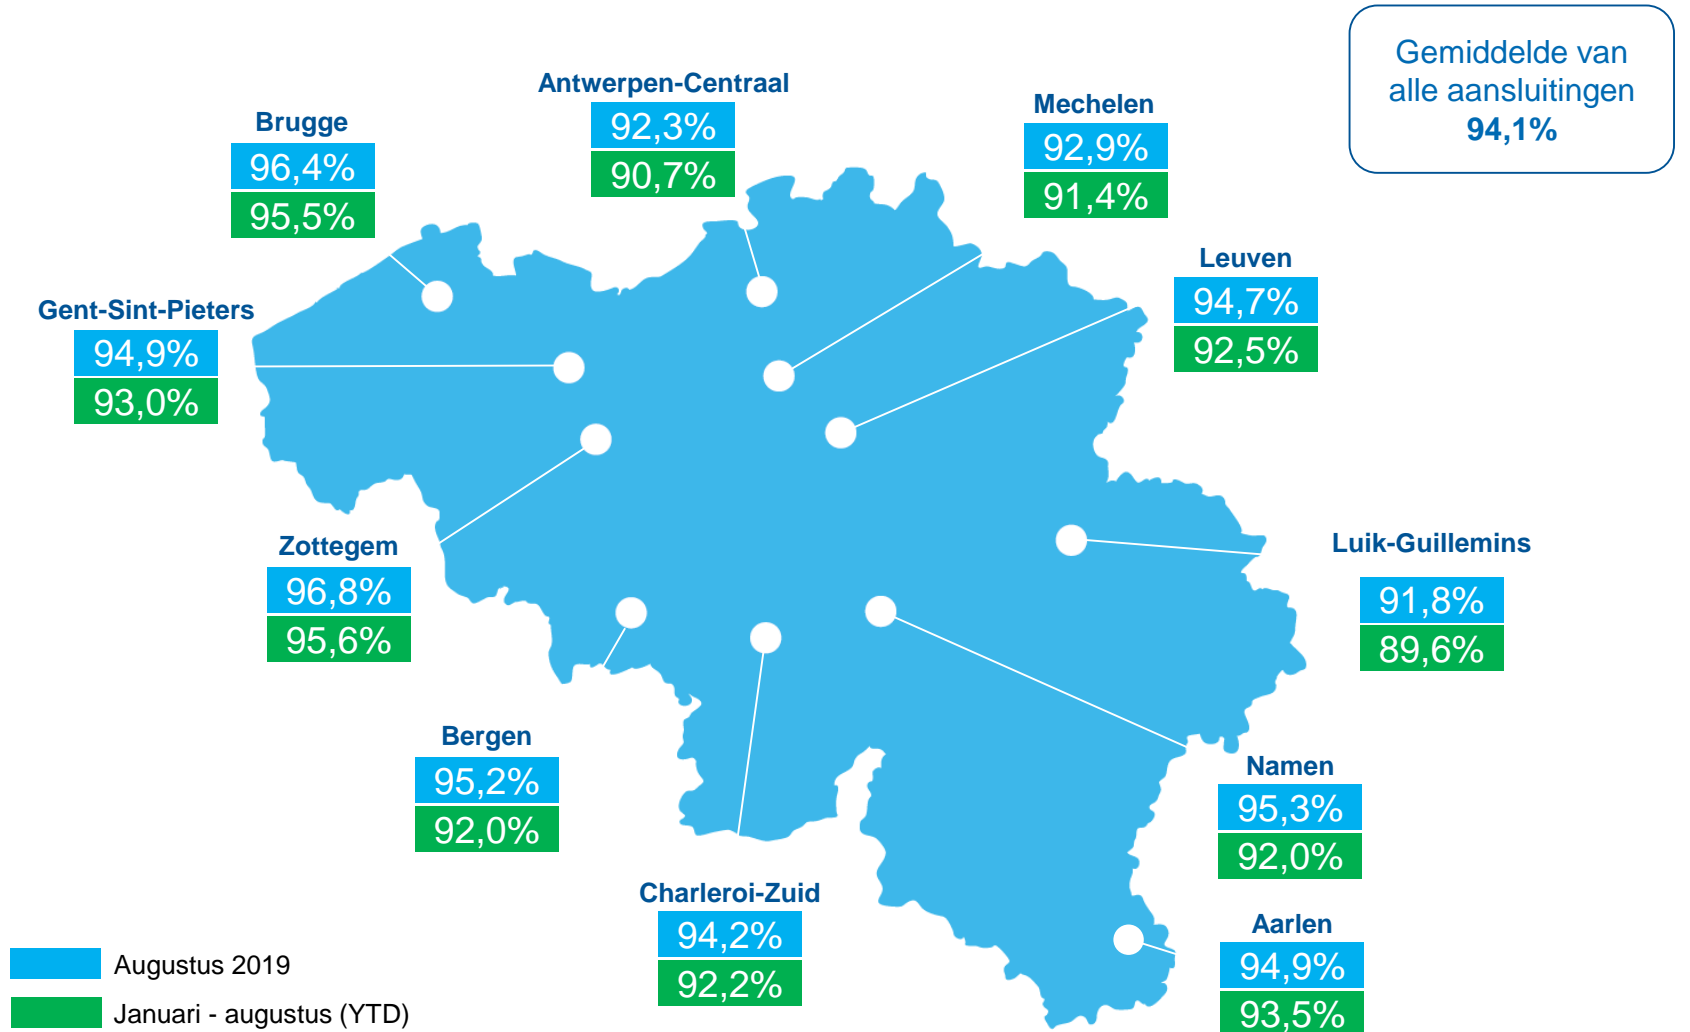 Gemiddelde van
alle aansluitingen
94,1%
Antwerpen-Centraal
92,3%
90,7%
Mechelen
92,9%
91,4%
Brugge
96,4%
95,5%
Leuven
94,7%
92,5%
Gent-Sint-Pieters
94,9%
93,0%
Zottegem
96,8%
95,6%
Luik-Guillemins
91,8%
89,6%
Bergen
95,2%
92,0%
Namen
95,3%
92,0%
Charleroi-Zuid
94,2%
92,2%
Aarlen
94,9%
93,5%
Augustus 2019
Januari - augustus (YTD)